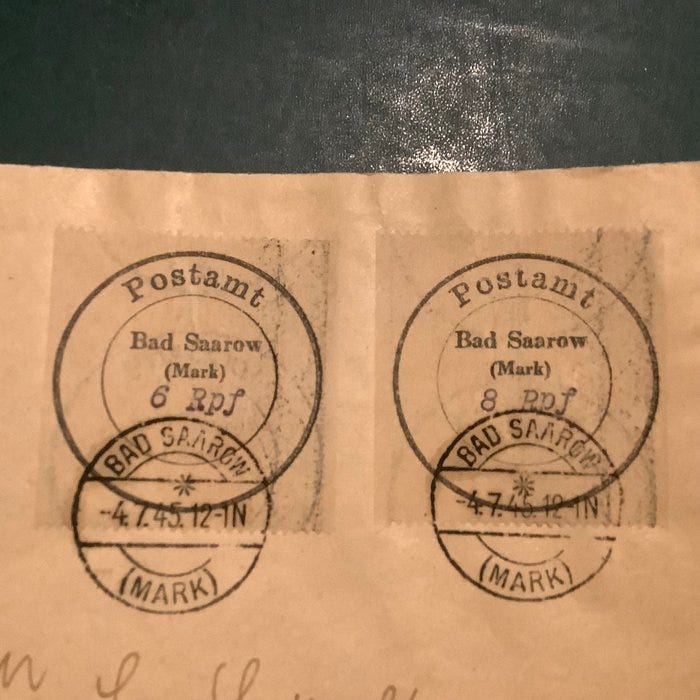 Postamt
Bad Saarow
(Mark)
6 Rpf
BAD SAAROW
-4.7.45.12-1N
(MARK)
Postamt
Bad Saarow
(Mark)
8 Rpf
BAD SAAROW
-4.7.45.12-1N
(MARK)